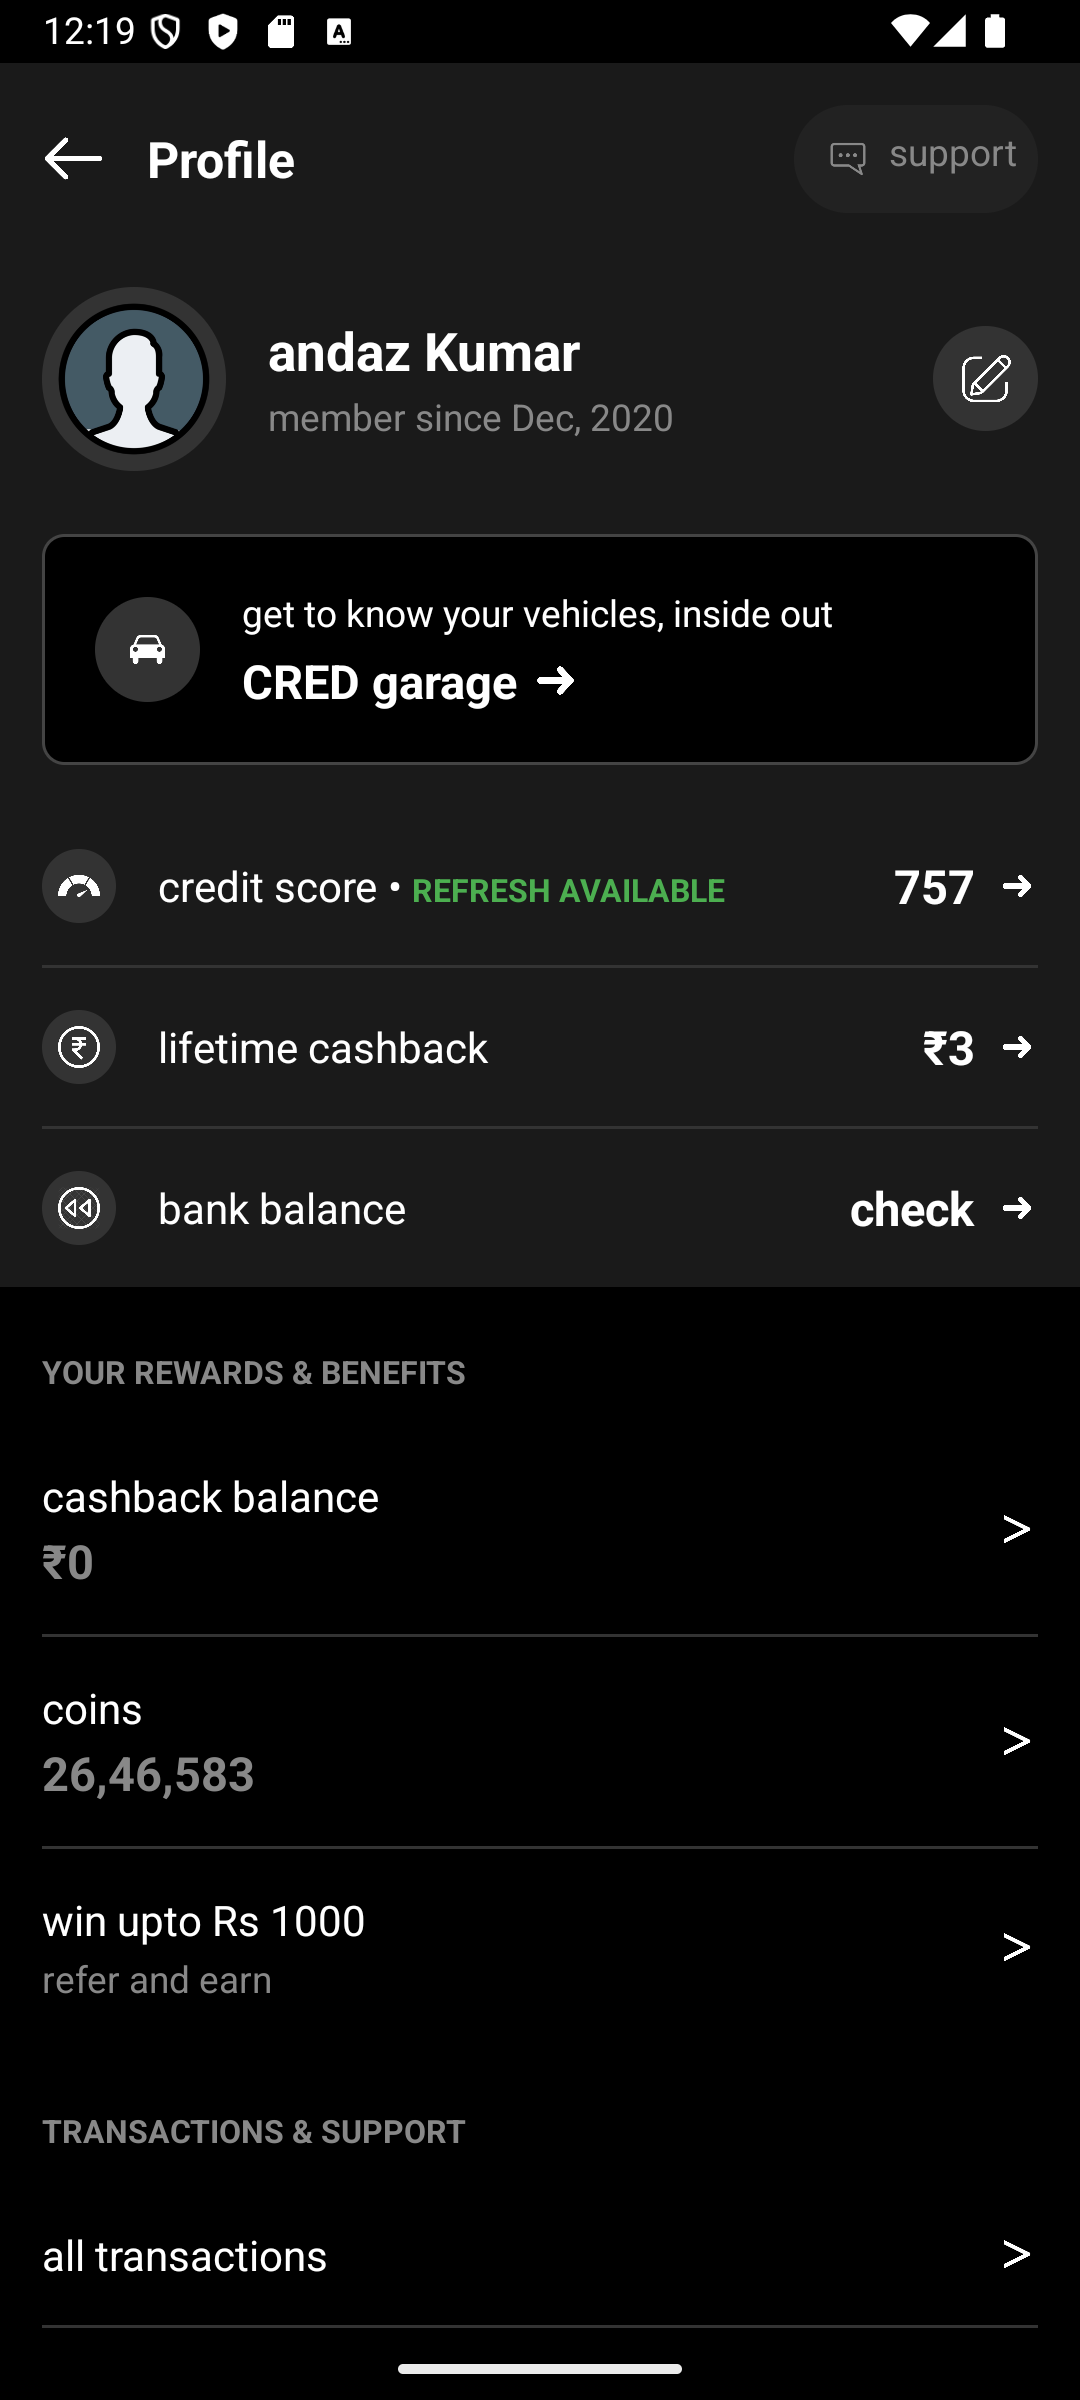 12:19
Profile
support
andaz Kumar
member since Dec, 2020
get to know your vehicles, inside out
CRED garage →
credit score • REFRESH AVAILABLE 757 →
lifetime cashback ₹3 →
bank balance check →
YOUR REWARDS & BENEFITS
cashback balance
₹0
coins
26,46,583
win upto Rs 1000
refer and earn
TRANSACTIONS & SUPPORT
all transactions